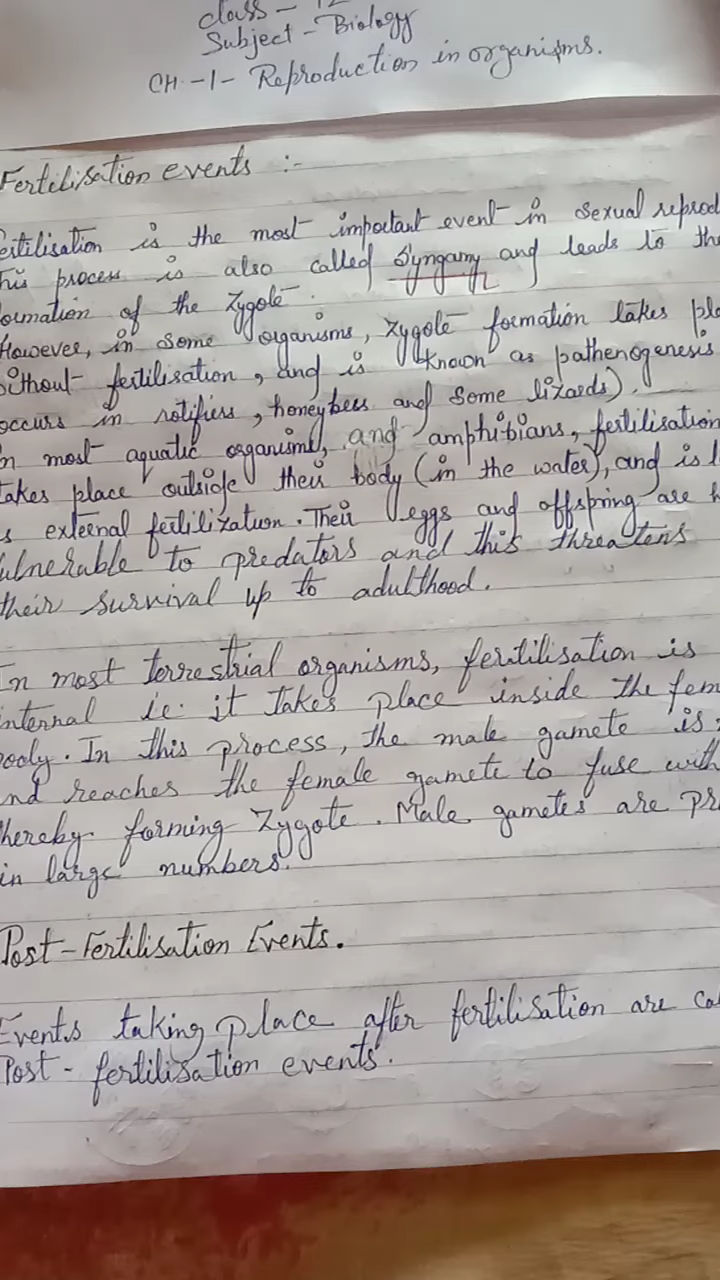 class - 12
Subject - Biology
CH - 1 - Reproduction in organisms.
Fertilisation events :-
ertilisation is the most important event in sexual reprod
his process is also called Syngamy and leads to the
ormation of the zygote.
However, in some organisms, zygote formation takes pla
ithout fertilisation, and is known as pathenogenesis
occurs in rotifiers, honeybees and some lizards).
n most aquatic organisms, and amphibians, fertilisation
takes place outside their body (in the water), and is
s external fertilization. Their eggs and offspring are h
ulnerable to predators and this threatens
their survival up to adulthood.
In most terrestrial organisms, fertilisation is
internal i.e. it takes place inside the fem
body. In this process, the male gamete is
nd reaches the female gamete to fuse with
hereby forming zygote. Male gametes are pr
in large numbers.
Post-Fertilisation Events.
Events taking place after fertilisation are ca
Post-fertilisation events.